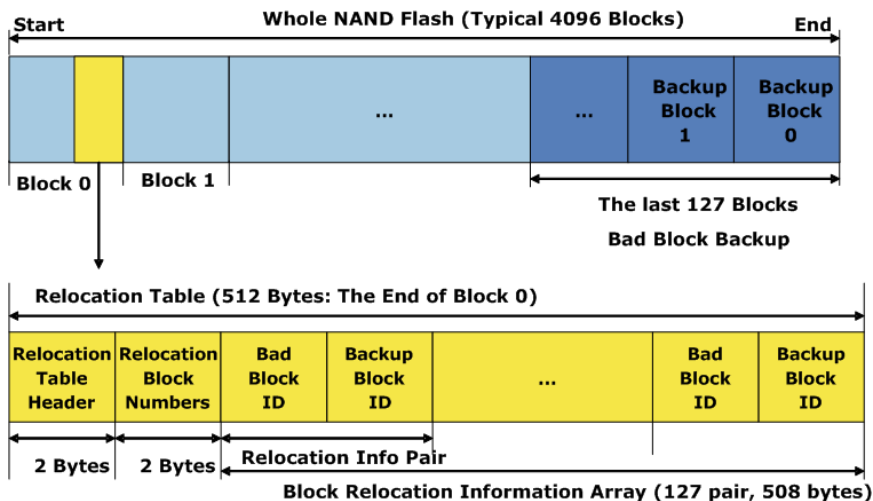 Whole NAND Flash (Typical 4096 Blocks)
Start
End
...
...
Backup
Block
1
Backup
Block
0
Block 0
Block 1
The last 127 Blocks
Bad Block Backup
Relocation Table (512 Bytes: The End of Block 0)
Relocation
Table
Header
Relocation
Block
Numbers
Bad
Block
ID
Backup
Block
ID
...
Bad
Block
ID
Backup
Block
ID
2 Bytes
2 Bytes
Relocation Info Pair
Block Relocation Information Array (127 pair, 508 bytes)